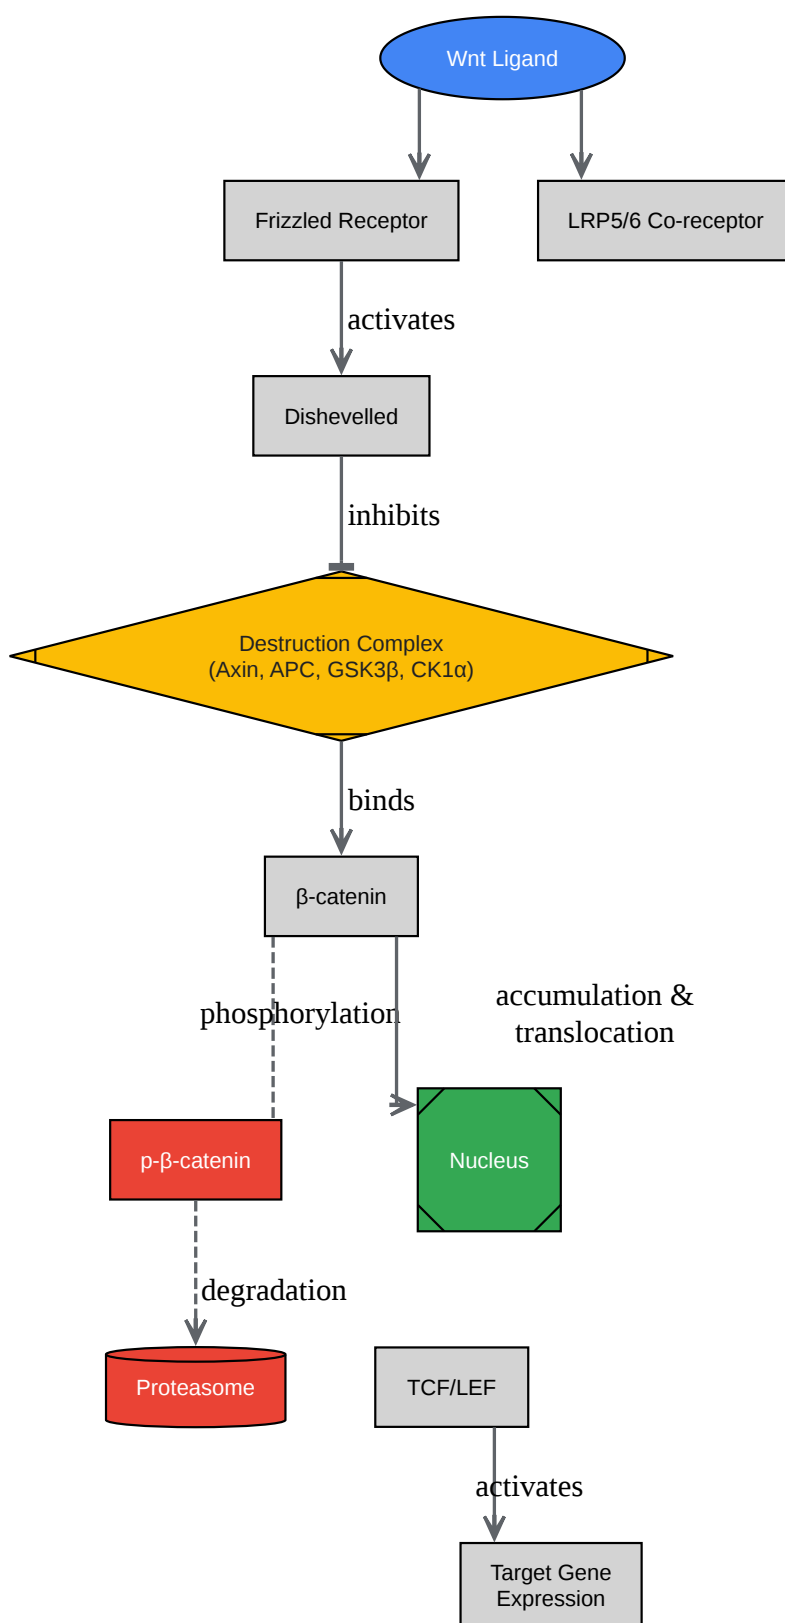 Wnt Ligand
Frizzled Receptor
LRP5/6 Co-receptor
activates
Dishevelled
inhibits
Destruction Complex
(Axin, APC, GSK3β, CK1α)
binds
β-catenin
phosphorylation
accumulation &
translocation
p-β-catenin
Nucleus
degradation
Proteasome
TCF/LEF
activates
Target Gene
Expression